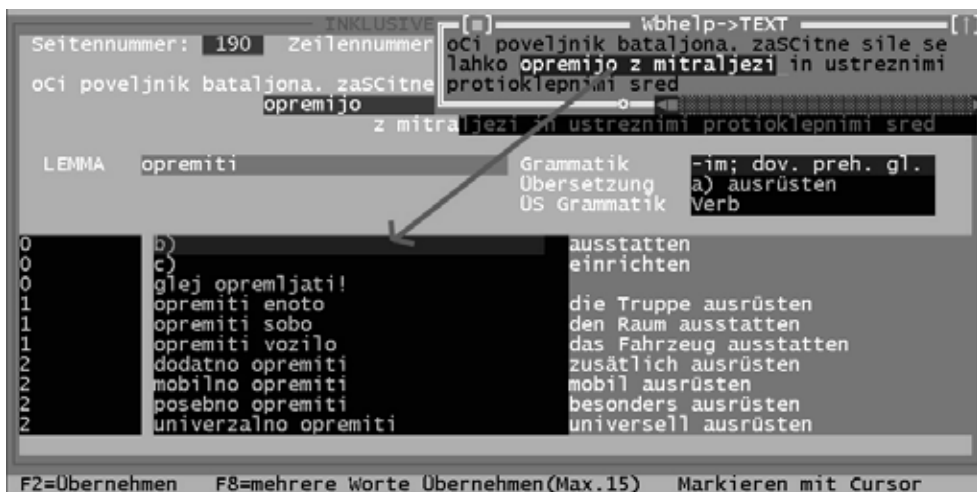 INKLUSIVE
[■] Wbhelp->TEXT [↑]
Seitennummer: 190 Zeilennummer
oCi poveljnik bataljona. zaSCitne sile se
lahko opremijo z mitraljezi in ustreznimi
protioklepnimi sred
oCi poveljnik bataljona. zaSCitne
opremijo
z mitraljezi in ustreznimi protioklepnimi sred
LEMMA opremiti
Grammatik -im; dov. preh. gl.
Übersetzung a) ausrüsten
ÜS Grammatik Verb
0 b) ausstatten
0 c) einrichten
0 glej opremljati!
1 opremiti enoto die Truppe ausrüsten
1 opremiti sobo den Raum ausstatten
1 opremiti vozilo das Fahrzeug ausstatten
2 dodatno opremiti zusätlich ausrüsten
2 mobilno opremiti mobil ausrüsten
2 posebno opremiti besonders ausrüsten
2 univerzalno opremiti universell ausrüsten
F2=Übernehmen F8=mehrere Worte Übernehmen(Max.15) Markieren mit Cursor